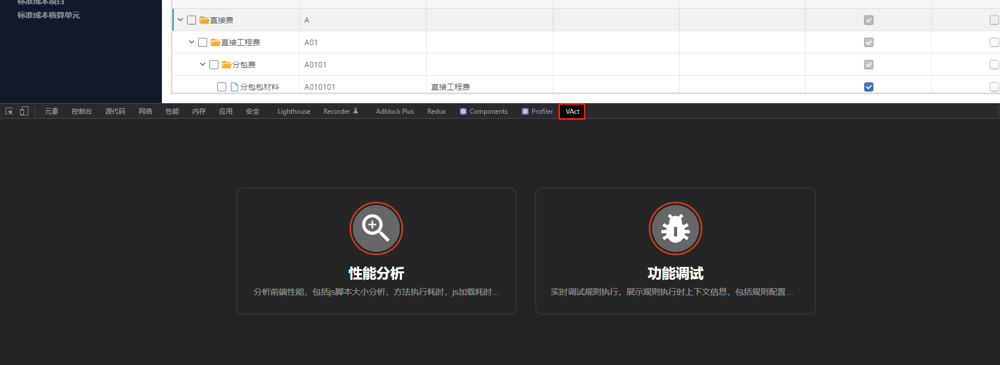 标准成本项目
标准成本核算单元
直接费 A
直接工程费 A01
分包费 A0101
分包包材料 A010101 直接工程费
元素 控制台 源代码 网络 性能 内存 应用 安全 Lighthouse Recorder Adblock Plus Redux Components Profiler VAct
性能分析
分析前端性能，包括js脚本大小分析，方法执行耗时，js加载耗时...
功能调试
实时调试规则执行，展示规则执行时上下文信息，包括规则配置...